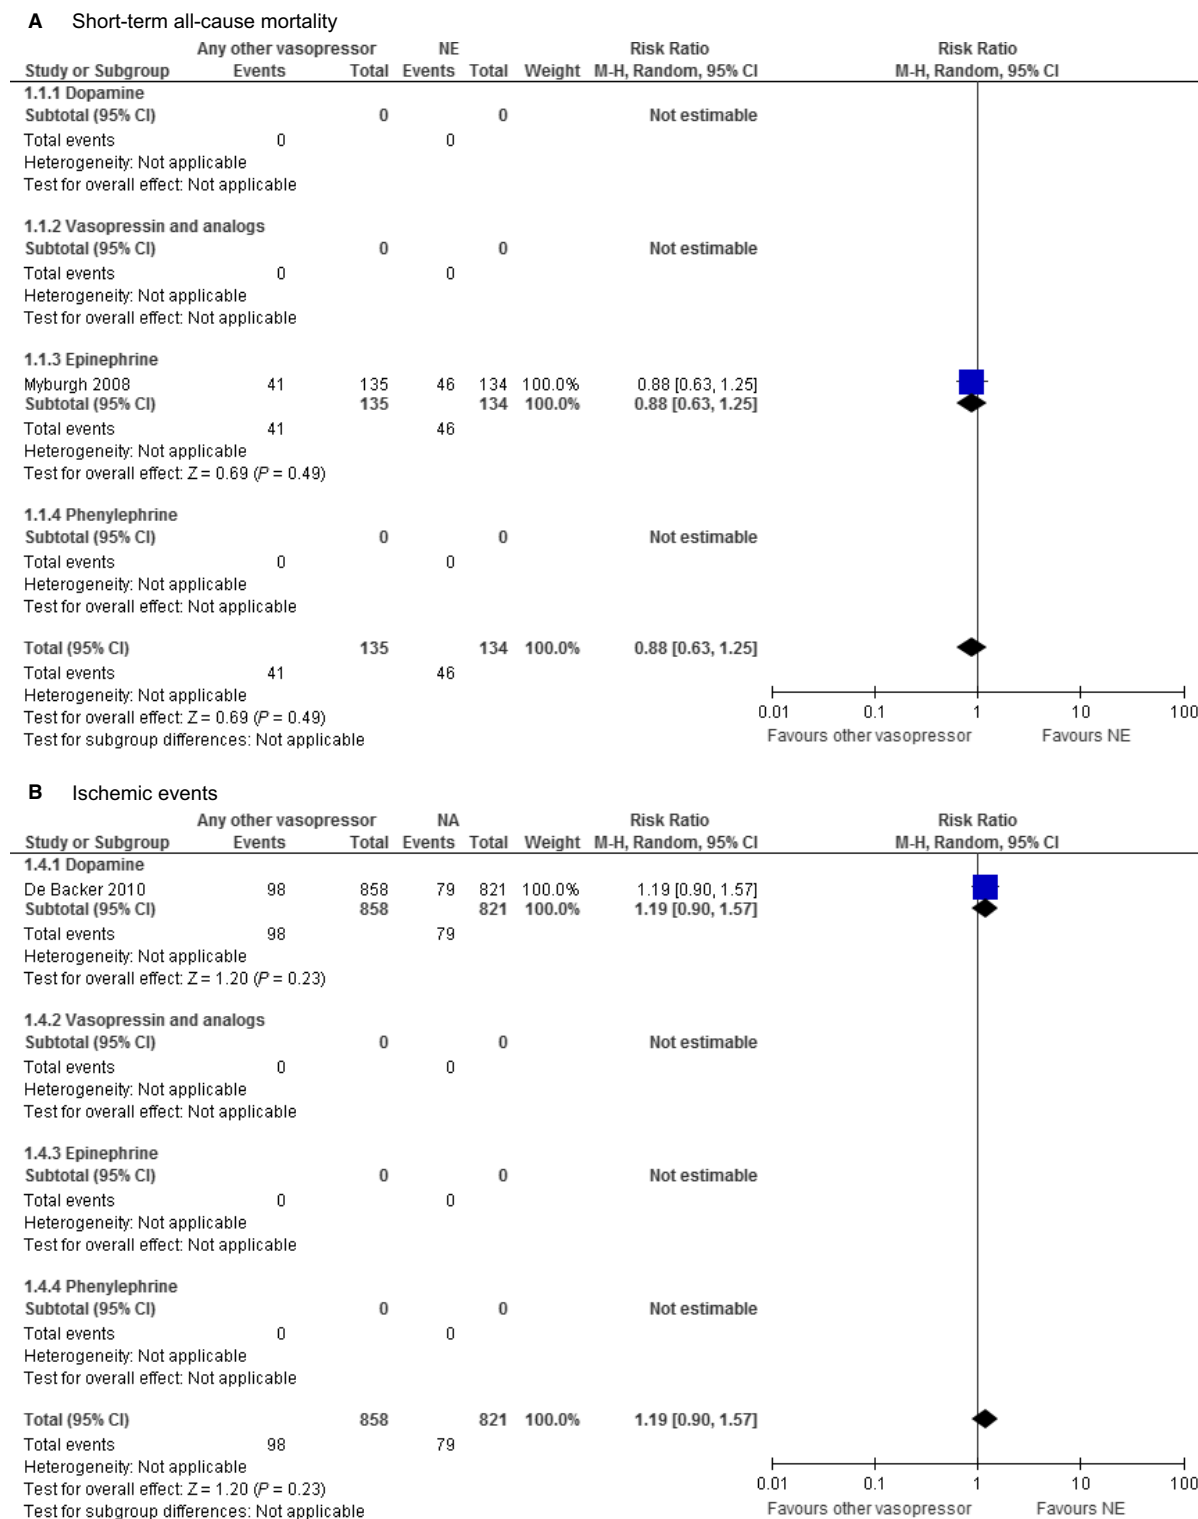 A Short-term all-cause mortality
Any other vasopressor NE Risk Ratio Risk Ratio
Study or Subgroup Events Total Events Total Weight M-H, Random, 95% CI M-H, Random, 95% CI
1.1.1 Dopamine
Subtotal (95% CI) 0 0 Not estimable
Total events 0 0
Heterogeneity: Not applicable
Test for overall effect: Not applicable
1.1.2 Vasopressin and analogs
Subtotal (95% CI) 0 0 Not estimable
Total events 0 0
Heterogeneity: Not applicable
Test for overall effect: Not applicable
1.1.3 Epinephrine
Myburgh 2008 41 135 46 134 100.0% 0.88 [0.63, 1.25]
Subtotal (95% CI) 135 134 100.0% 0.88 [0.63, 1.25]
Total events 41 46
Heterogeneity: Not applicable
Test for overall effect: Z = 0.69 (P = 0.49)
1.1.4 Phenylephrine
Subtotal (95% CI) 0 0 Not estimable
Total events 0 0
Heterogeneity: Not applicable
Test for overall effect: Not applicable
Total (95% CI) 135 134 100.0% 0.88 [0.63, 1.25]
Total events 41 46
Heterogeneity: Not applicable
Test for overall effect: Z = 0.69 (P = 0.49)
Test for subgroup differences: Not applicable
0.01 0.1 1 10 100
Favours other vasopressor Favours NE
B Ischemic events
Any other vasopressor NA Risk Ratio Risk Ratio
Study or Subgroup Events Total Events Total Weight M-H, Random, 95% CI M-H, Random, 95% CI
1.4.1 Dopamine
De Backer 2010 98 858 79 821 100.0% 1.19 [0.90, 1.57]
Subtotal (95% CI) 858 821 100.0% 1.19 [0.90, 1.57]
Total events 98 79
Heterogeneity: Not applicable
Test for overall effect: Z = 1.20 (P = 0.23)
1.4.2 Vasopressin and analogs
Subtotal (95% CI) 0 0 Not estimable
Total events 0 0
Heterogeneity: Not applicable
Test for overall effect: Not applicable
1.4.3 Epinephrine
Subtotal (95% CI) 0 0 Not estimable
Total events 0 0
Heterogeneity: Not applicable
Test for overall effect: Not applicable
1.4.4 Phenylephrine
Subtotal (95% CI) 0 0 Not estimable
Total events 0 0
Heterogeneity: Not applicable
Test for overall effect: Not applicable
Total (95% CI) 858 821 100.0% 1.19 [0.90, 1.57]
Total events 98 79
Heterogeneity: Not applicable
Test for overall effect: Z = 1.20 (P = 0.23)
Test for subgroup differences: Not applicable
0.01 0.1 1 10 100
Favours other vasopressor Favours NE